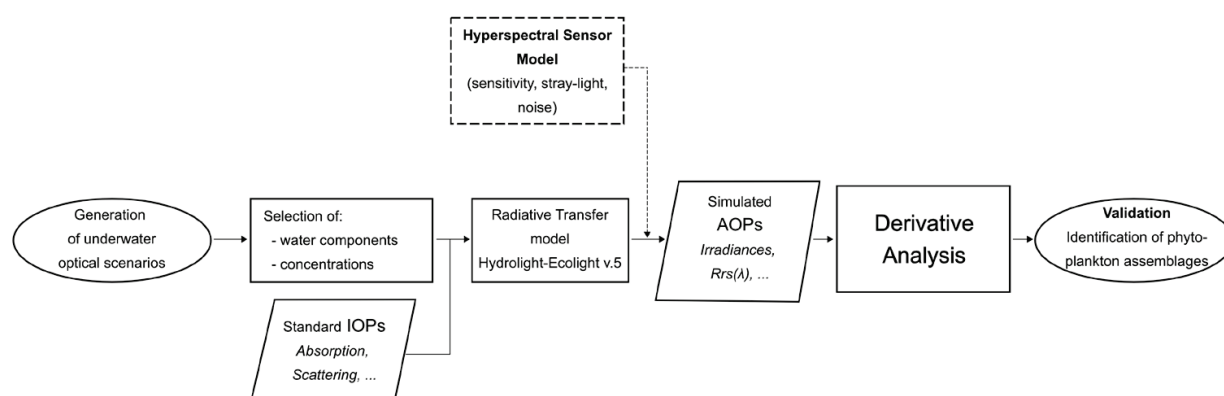 Hyperspectral Sensor
Model
(sensitivity, stray-light,
noise)
Generation
of underwater
optical scenarios
Selection of:
- water components
- concentrations
Standard IOPs
Absorption,
Scattering, ...
Radiative Transfer
model
Hydrolight-Ecolight v.5
Simulated
AOPs
Irradiances,
Rrs(λ), ...
Derivative
Analysis
Validation
Identification of phyto-
plankton assemblages